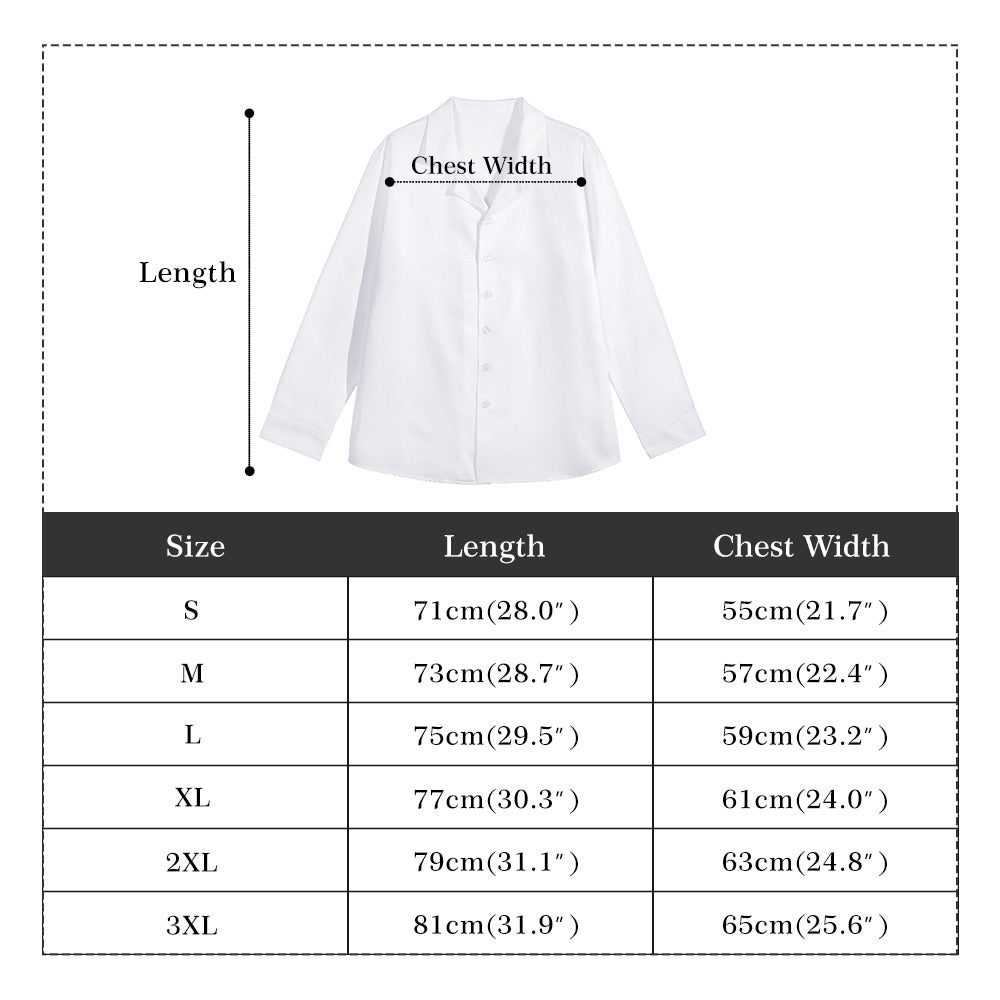 Chest Width
Length
Size Length Chest Width
S 71cm(28.0″) 55cm(21.7″)
M 73cm(28.7″) 57cm(22.4″)
L 75cm(29.5″) 59cm(23.2″)
XL 77cm(30.3″) 61cm(24.0″)
2XL 79cm(31.1″) 63cm(24.8″)
3XL 81cm(31.9″) 65cm(25.6″)